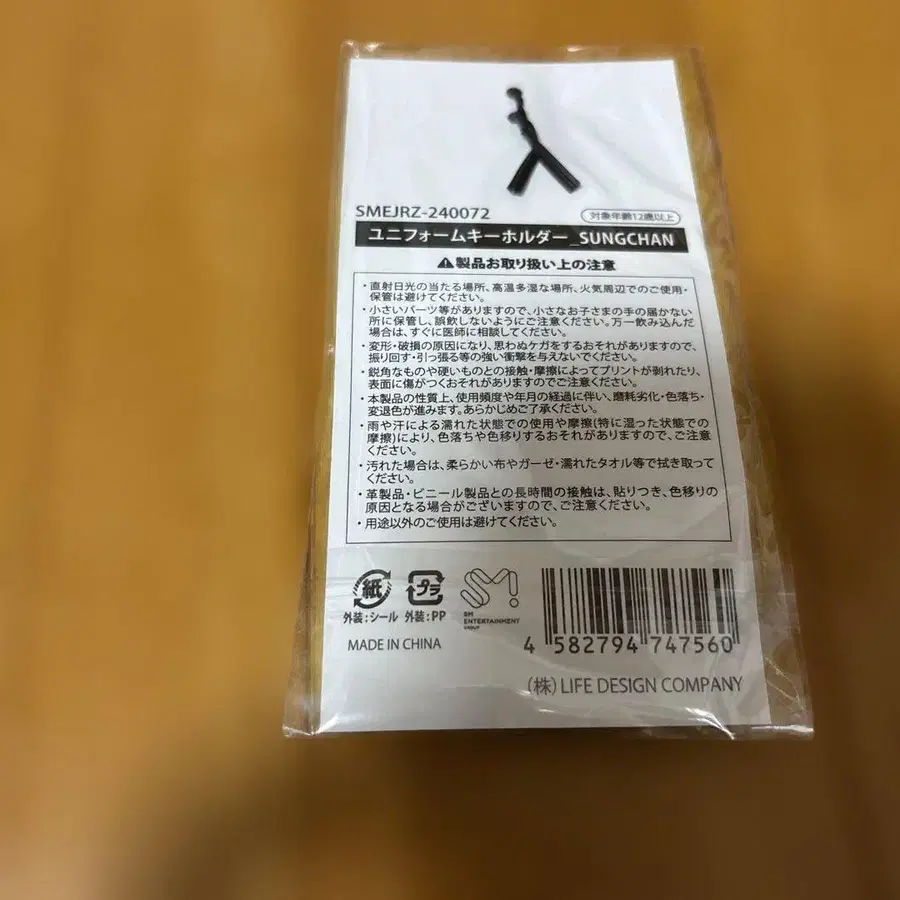 SMEJRZ-240072
対象年齢12歳以上
ユニフォームキーホルダー_SUNGCHAN
⚠製品お取り扱い上の注意
・直射日光の当たる場所、高温多湿な場所、火気周辺でのご使用・
保管は避けてください。
・小さいパーツ等がありますので、小さなお子さまの手の届かない
所に保管し、誤飲しないようにご注意ください。万一飲み込んだ
場合は、すぐに医師に相談してください。
・変形・破損の原因になり、思わぬケガをするおそれがありますので、
振り回す・引っ張る等の強い衝撃を与えないでください。
・鋭角なものや硬いものとの接触・摩擦によってプリントが剥れたり、
表面に傷がつくおそれがありますのでご注意ください。
・本製品の性質上、使用頻度や年月の経過に伴い、磨耗劣化・色落ち・
変退色が進みます。あらかじめご了承ください。
・雨や汗による濡れた状態での使用や摩擦(特に湿った状態での
摩擦)により、色落ちや色移りするおそれがありますので、ご注意
ください。
・汚れた場合は、柔らかい布やガーゼ・濡れたタオル等で拭き取って
ください。
・革製品・ビニール製品との長時間の接触は、貼りつき、色移りの
原因となる場合がございますので、ご注意ください。
・用途以外のご使用は避けてください。
紙 プラ SM!
外装:シール 外装:PP
SM
ENTERTAINMENT
GROUP
MADE IN CHINA
4 582794 747560
(株)LIFE DESIGN COMPANY